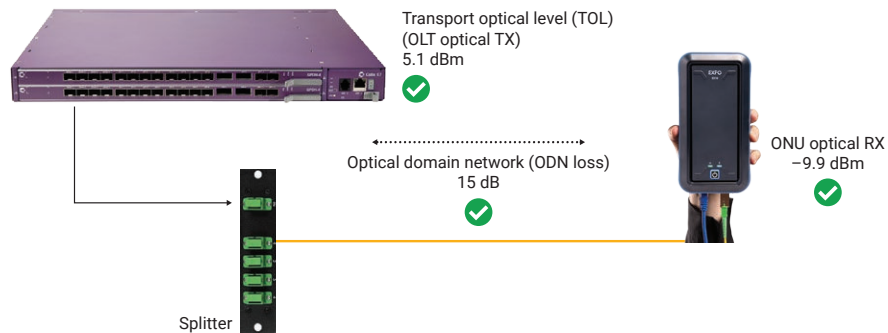 Transport optical level (TOL)
(OLT optical TX)
5.1 dBm
EXFO
Optical domain network (ODN loss)
15 dB
ONU optical RX
−9.9 dBm
Splitter